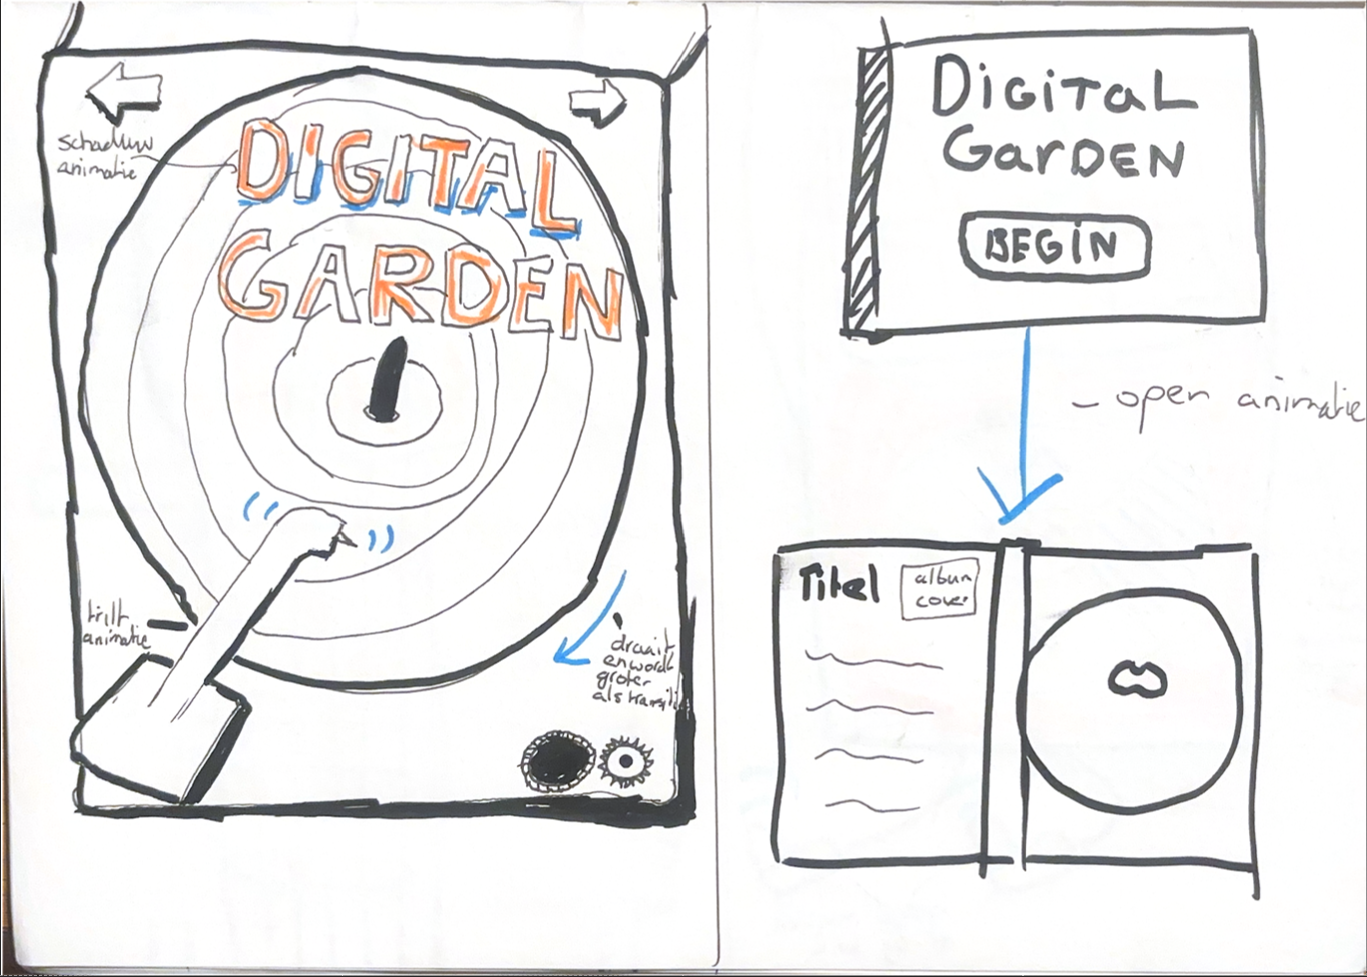 schaduw
animatie
DIGITAL
GARDEN
trilt
animatie
draait
en wordt
groter
als transiti
DIGITAL
GARDEN
BEGIN
- open animatie
Titel
album
cover